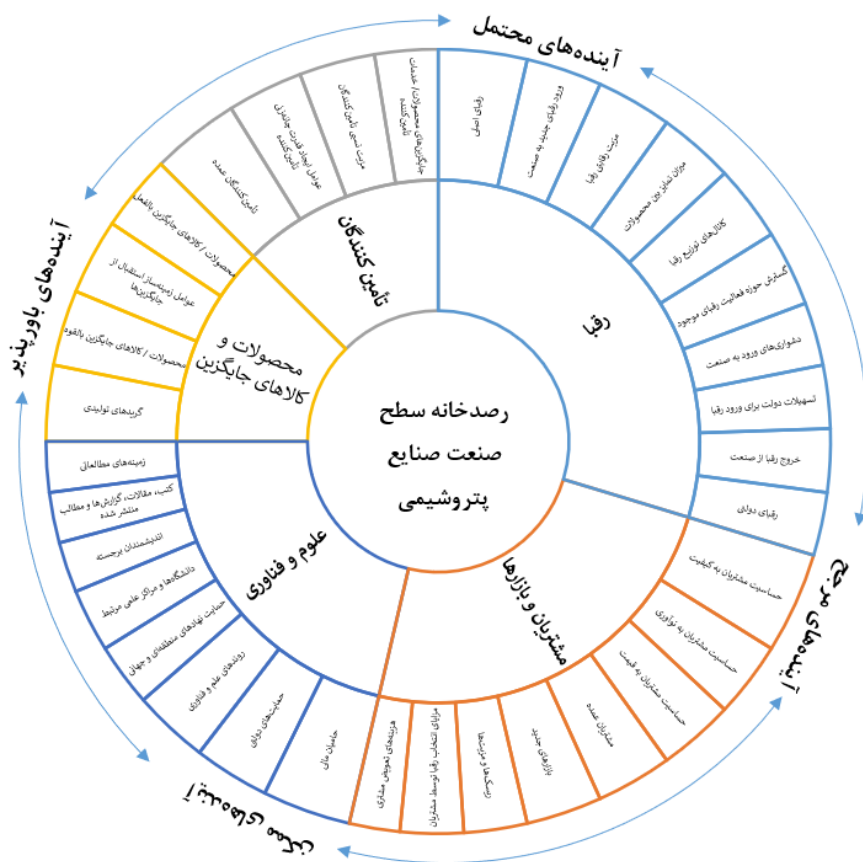 آینده‌های محتمل
آینده‌های مرجح
آینده‌های ممکن
آینده‌های باورپذیر
رصدخانه سطح
صنعت صنایع
پتروشیمی
رقبا
رقبای اصلی
ورود رقبای جدید به صنعت
مزیت رقابتی رقبا
میزان تمایز بین محصولات
کانال‌های توزیع رقبا
گسترش حوزه فعالیت رقبای موجود
دشواری‌های ورود به صنعت
تسهیلات دولت برای ورود رقبا
خروج رقبا از صنعت
رقبای دولتی
مشتریان و بازارها
حساسیت مشتریان به کیفیت
حساسیت مشتریان به نوآوری
حساسیت مشتریان به قیمت
مشتریان عمده
بازارهای جدید
ریسک‌ها و مزیت‌ها
مزایای انتخاب رقبا توسط مشتریان
هزینه‌های تعویض مشتری
علوم و فناوری
حامیان مالی
حمایت‌های دولتی
روندهای علم و فناوری
حمایت نهادهای منطقه‌ای و جهانی
دانشگاه‌ها و مراکز علمی مرتبط
اندیشمندان برجسته
کتب، مقالات، گزارش‌ها و مطالب
منتشر شده
زمینه‌های مطالعاتی
محصولات و
کالاهای جایگزین
گریدهای تولیدی
محصولات / کالاهای جایگزین بالقوه
عوامل زمینه‌ساز استقبال از
جایگزین‌ها
محصولات / کالاهای جایگزین بالفعل
تأمین کنندگان
تأمین‌کنندگان عمده
عوامل ایجاد قدرت چانه‌زنی
تأمین‌کننده
مزیت نسبی تأمین‌کنندگان
جایگزین‌های محصولات/ خدمات
تأمین‌کننده